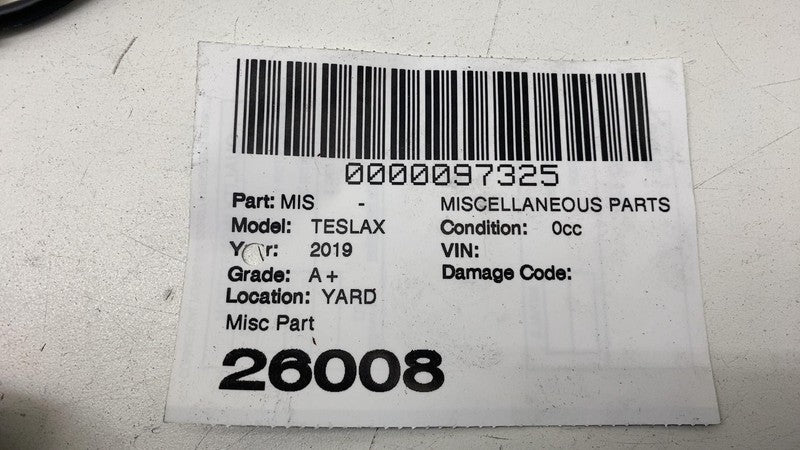 0000097325
Part: MIS - MISCELLANEOUS PARTS
Model: TESLAX Condition: 0cc
Year: 2019 VIN:
Grade: A+ Damage Code:
Location: YARD
Misc Part
26008